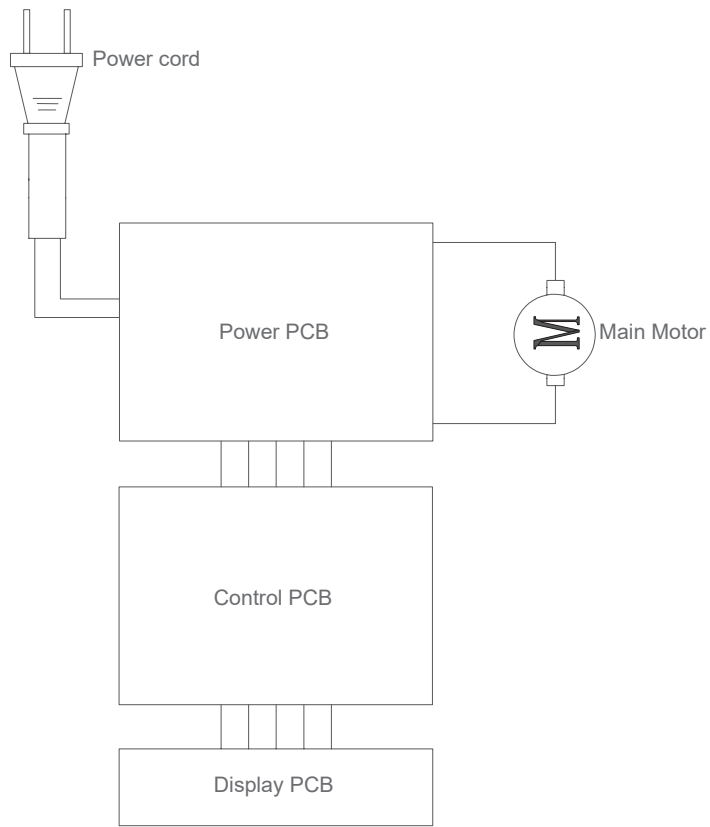 Power cord
Power PCB
M
Main Motor
Control PCB
Display PCB